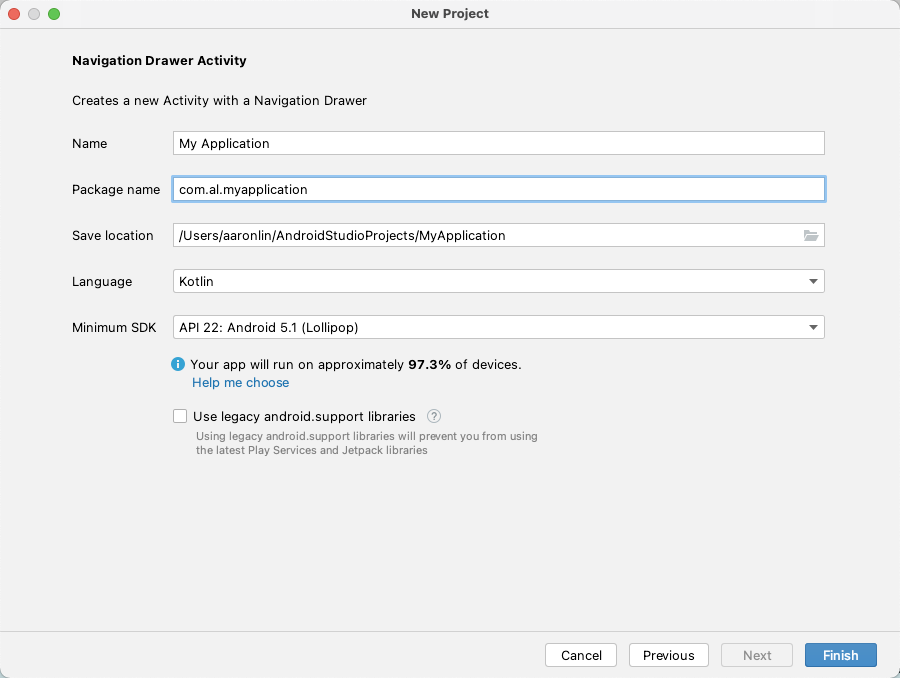 New Project
Navigation Drawer Activity
Creates a new Activity with a Navigation Drawer
Name My Application
Package name com.al.myapplication
Save location /Users/aaronlin/AndroidStudioProjects/MyApplication
Language Kotlin
Minimum SDK API 22: Android 5.1 (Lollipop)
i Your app will run on approximately 97.3% of devices.
Help me choose
Use legacy android.support libraries ?
Using legacy android.support libraries will prevent you from using
the latest Play Services and Jetpack libraries
Cancel Previous Next Finish